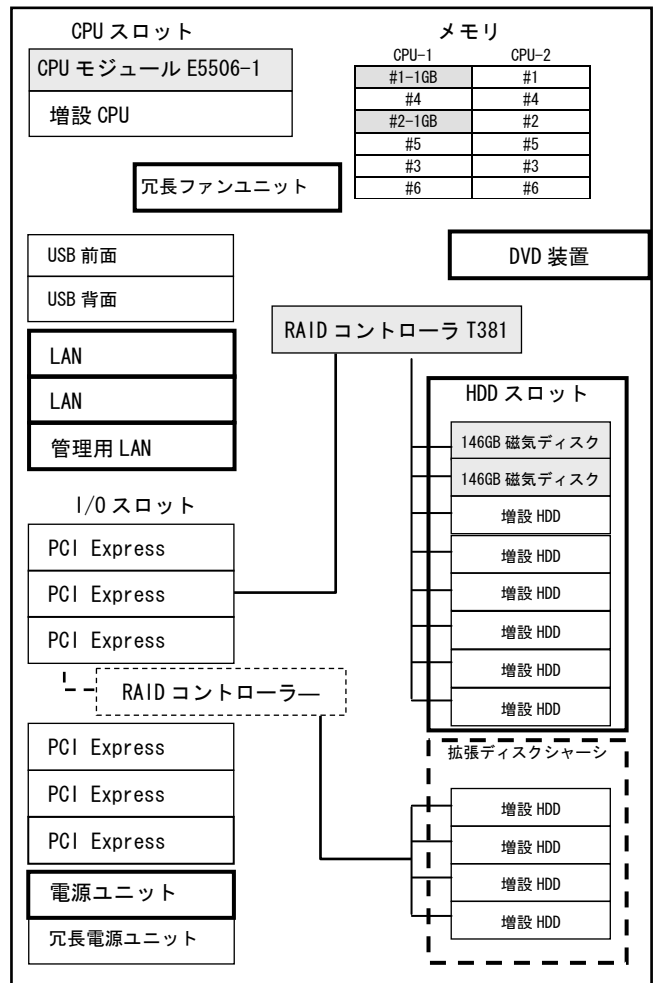 CPU スロット
CPU モジュール E5506-1
増設 CPU
メモリ
CPU-1 CPU-2
#1-1GB #1
#4 #4
#2-1GB #2
#5 #5
#3 #3
#6 #6
冗長ファンユニット
USB 前面
USB 背面
DVD 装置
RAID コントローラ T381
LAN
LAN
管理用 LAN
HDD スロット
146GB 磁気ディスク
146GB 磁気ディスク
増設 HDD
増設 HDD
増設 HDD
増設 HDD
増設 HDD
増設 HDD
I/O スロット
PCI Express
PCI Express
PCI Express
RAID コントローラ―
PCI Express
PCI Express
PCI Express
拡張ディスクシャーシ
増設 HDD
増設 HDD
増設 HDD
増設 HDD
電源ユニット
冗長電源ユニット